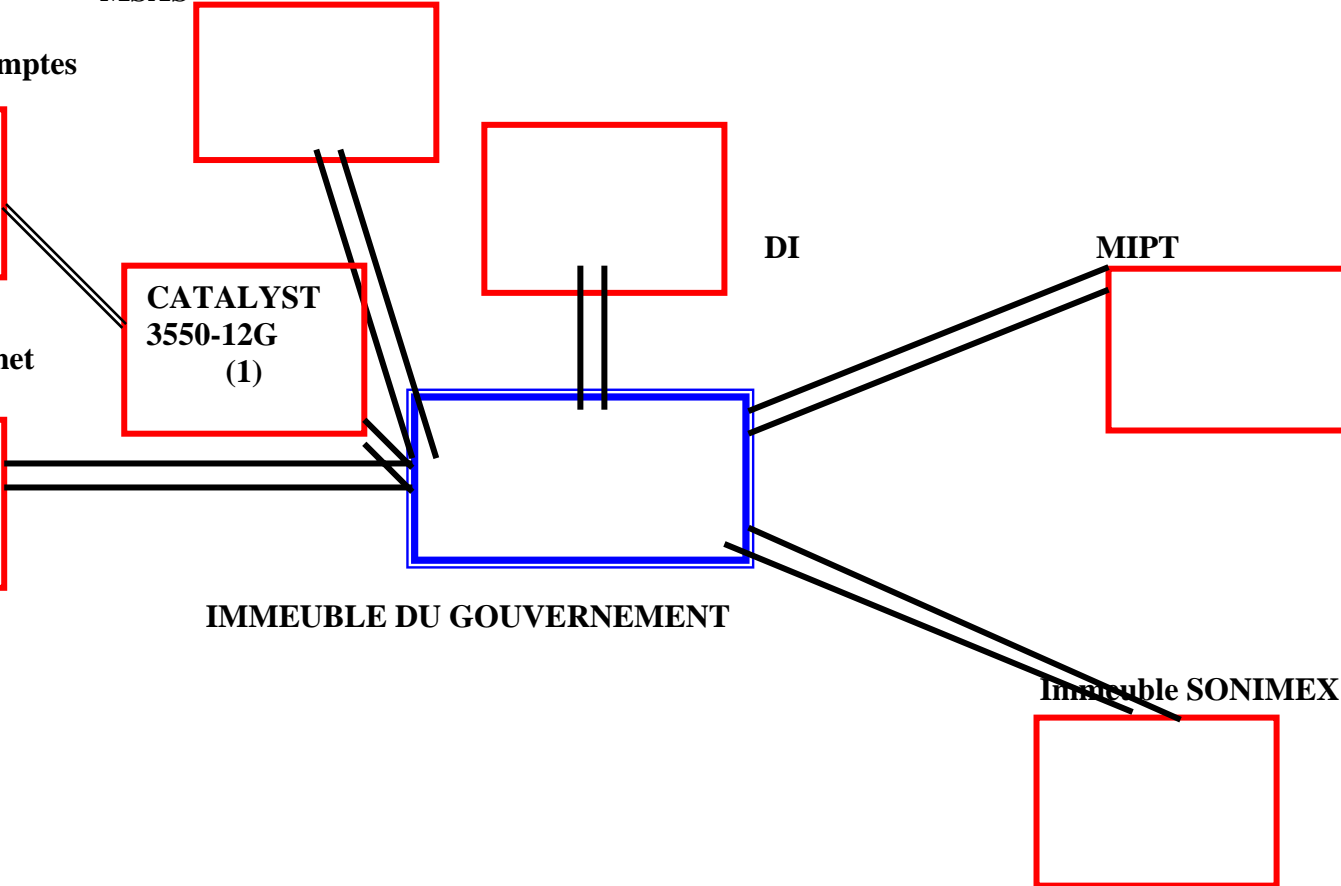 mptes
DI
MIPT
CATALYST
3550-12G
(1)
net
IMMEUBLE DU GOUVERNEMENT
Immeuble SONIMEX